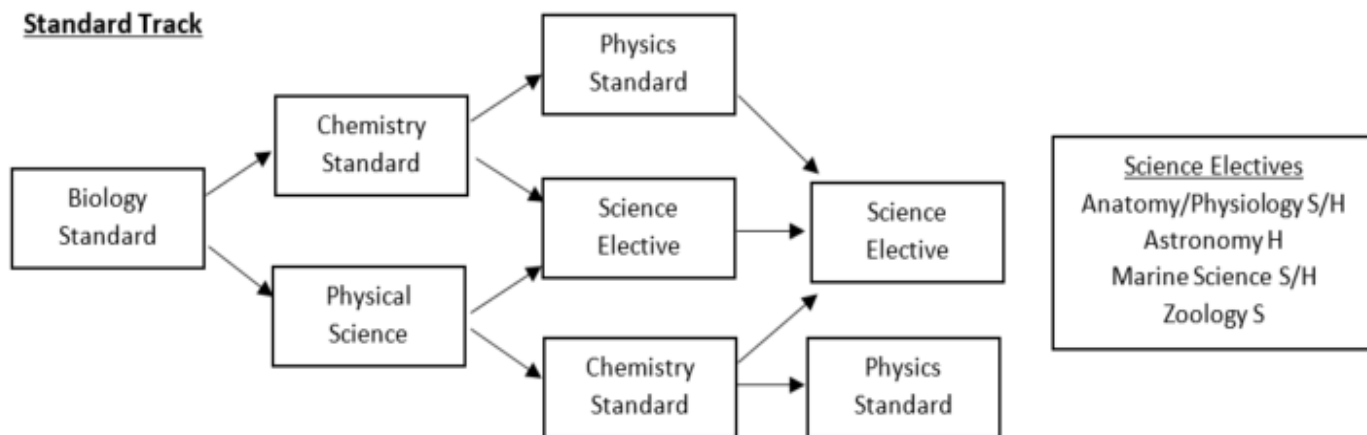 Standard Track
Biology
Standard
Chemistry
Standard
Physical
Science
Physics
Standard
Science
Elective
Chemistry
Standard
Science
Elective
Physics
Standard
Science Electives
Anatomy/Physiology S/H
Astronomy H
Marine Science S/H
Zoology S